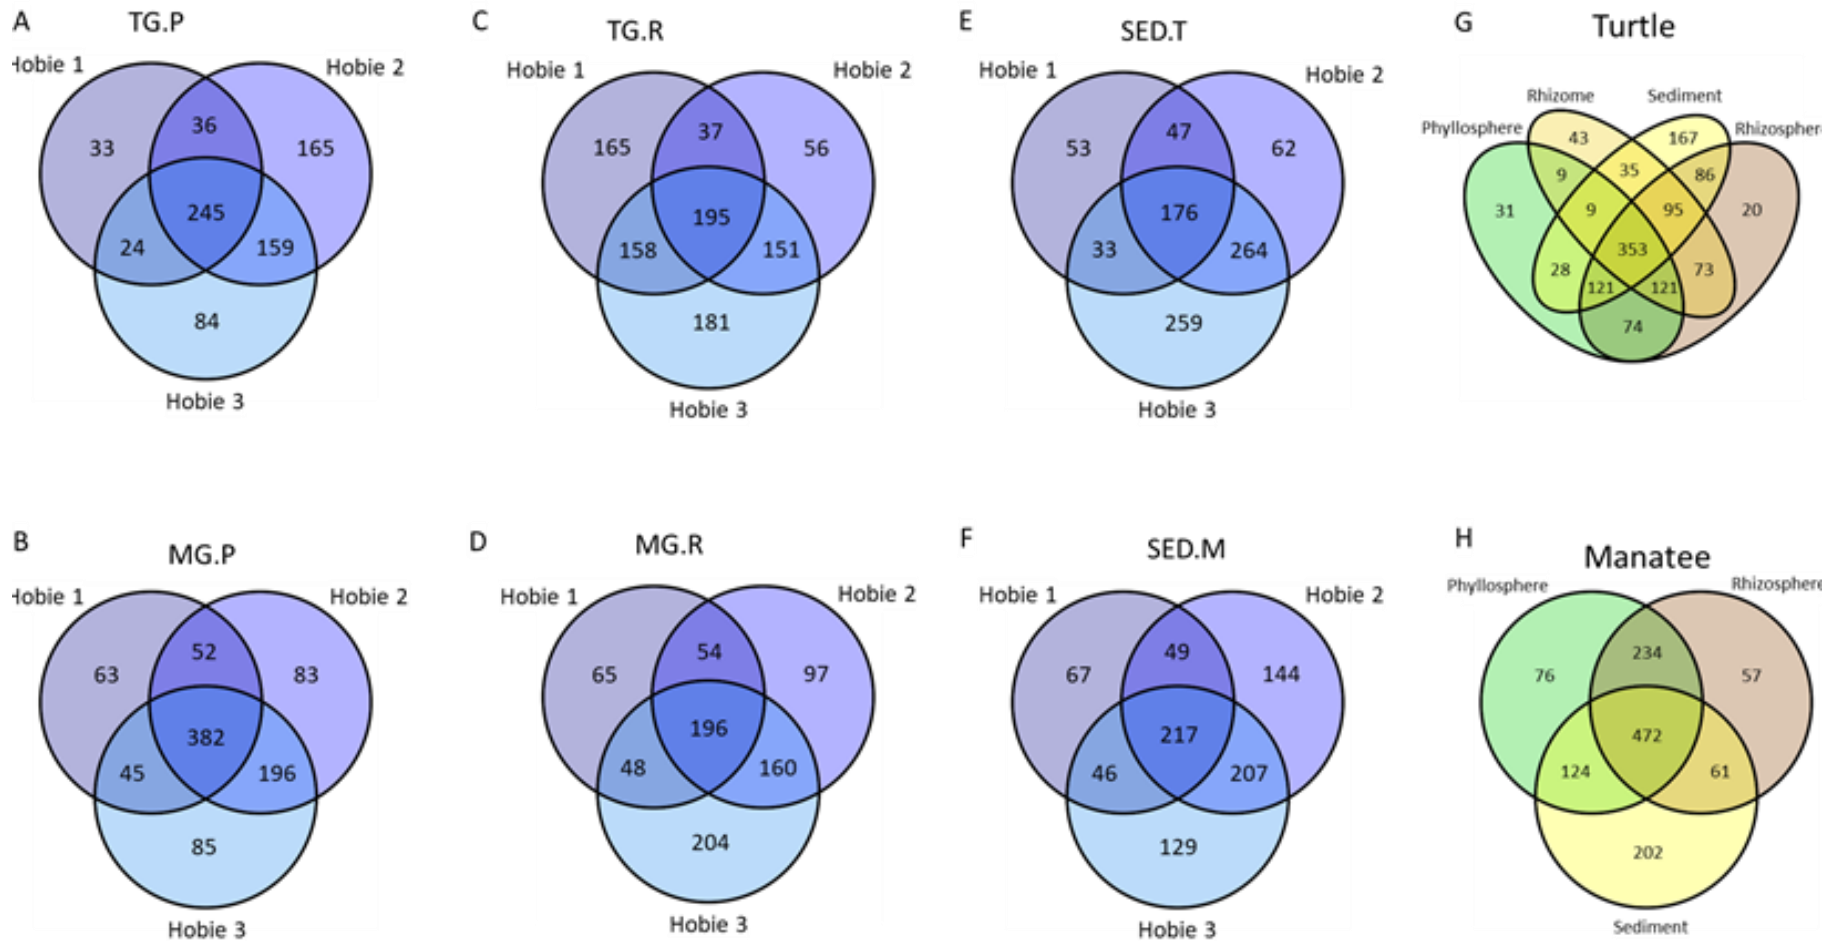 A
TG.P
Hobie 1
Hobie 2
33
36
165
245
24
159
84
Hobie 3
C
TG.R
Hobie 1
Hobie 2
165
37
56
195
158
151
181
Hobie 3
E
SED.T
Hobie 1
Hobie 2
53
47
62
176
33
264
259
Hobie 3
G
Turtle
Rhizome
Sediment
Phyllosphere
Rhizosphere
43
167
9
35
86
31
9
95
20
353
28
73
121
121
74
B
MG.P
Hobie 1
Hobie 2
63
52
83
382
45
196
85
Hobie 3
D
MG.R
Hobie 1
Hobie 2
65
54
97
196
48
160
204
Hobie 3
F
SED.M
Hobie 1
Hobie 2
67
49
144
217
46
207
129
Hobie 3
H
Manatee
Phyllosphere
Rhizosphere
76
234
57
472
124
61
202
Sediment